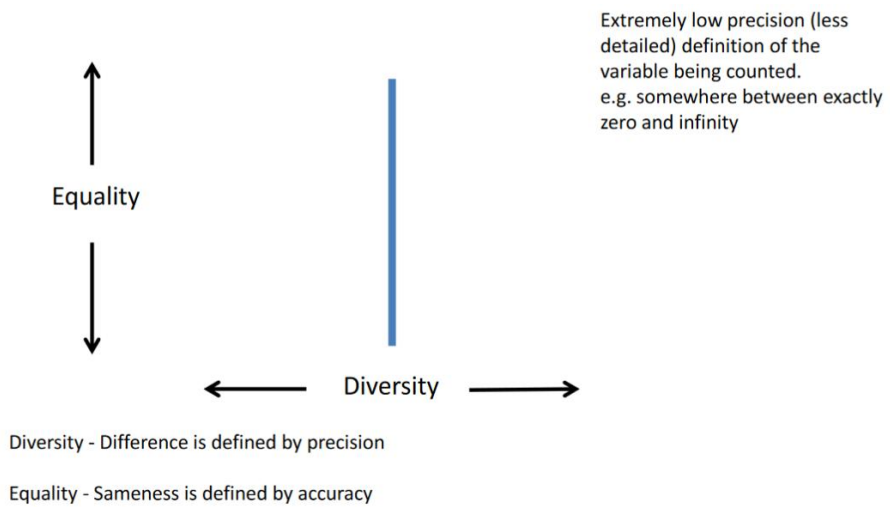 Extremely low precision (less
detailed) definition of the
variable being counted.
e.g. somewhere between exactly
zero and infinity
Equality
Diversity
Diversity - Difference is defined by precision
Equality - Sameness is defined by accuracy